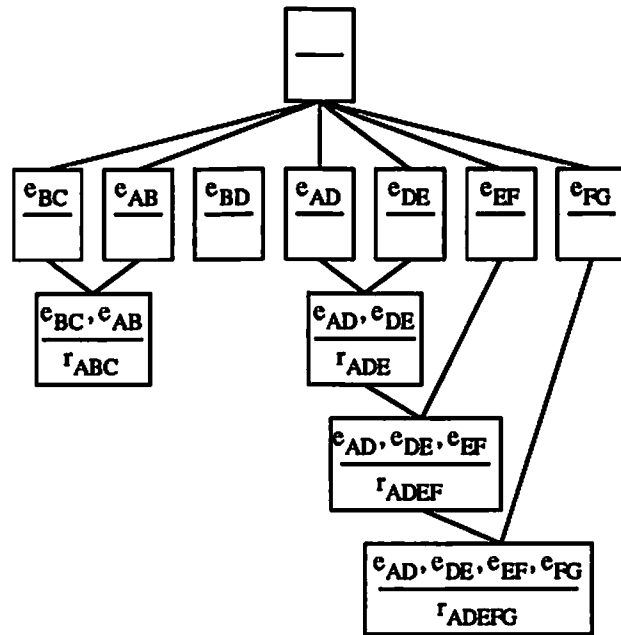 e_BC e_AB e_BD e_AD e_DE e_EF e_FG
e_BC, e_AB
r_ABC
e_AD, e_DE
r_ADE
e_AD, e_DE, e_EF
r_ADEF
e_AD, e_DE, e_EF, e_FG
r_ADEFG